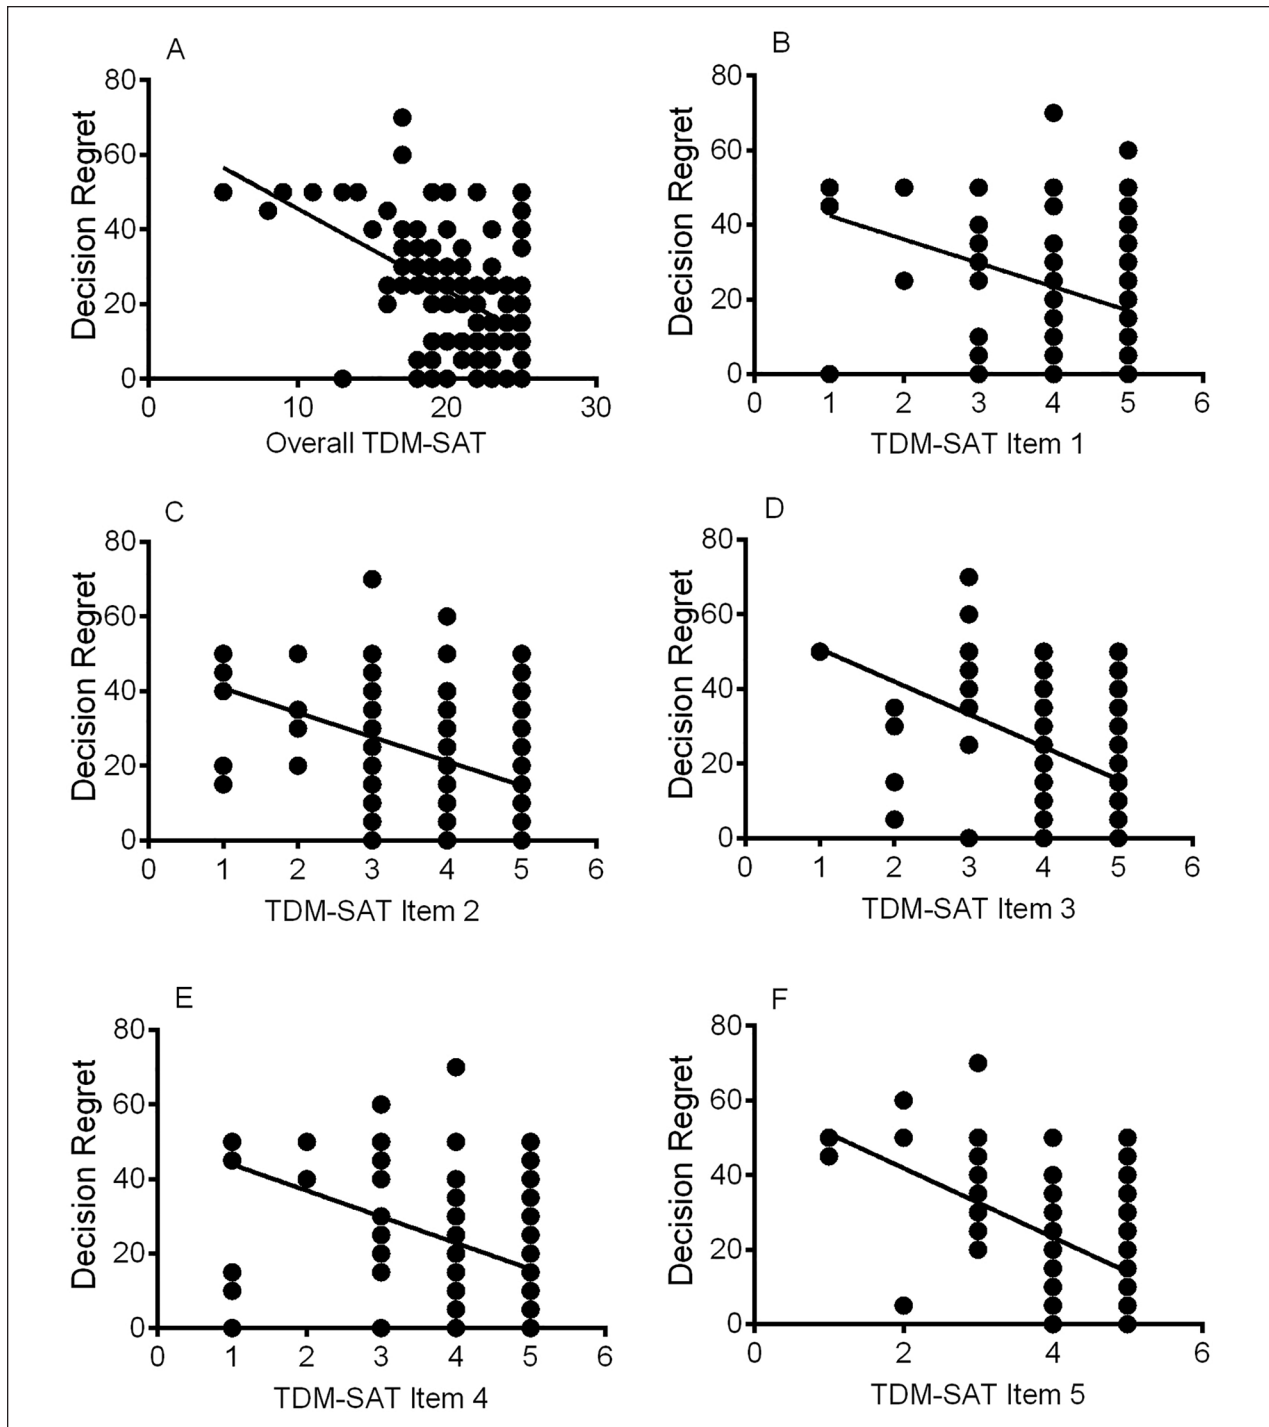 A
Decision Regret
80
60
40
20
0
0 10 20 30
Overall TDM-SAT
B
Decision Regret
80
60
40
20
0
0 1 2 3 4 5 6
TDM-SAT Item 1
C
Decision Regret
80
60
40
20
0
0 1 2 3 4 5 6
TDM-SAT Item 2
D
Decision Regret
80
60
40
20
0
0 1 2 3 4 5 6
TDM-SAT Item 3
E
Decision Regret
80
60
40
20
0
0 1 2 3 4 5 6
TDM-SAT Item 4
F
Decision Regret
80
60
40
20
0
0 2 4 6
TDM-SAT Item 5